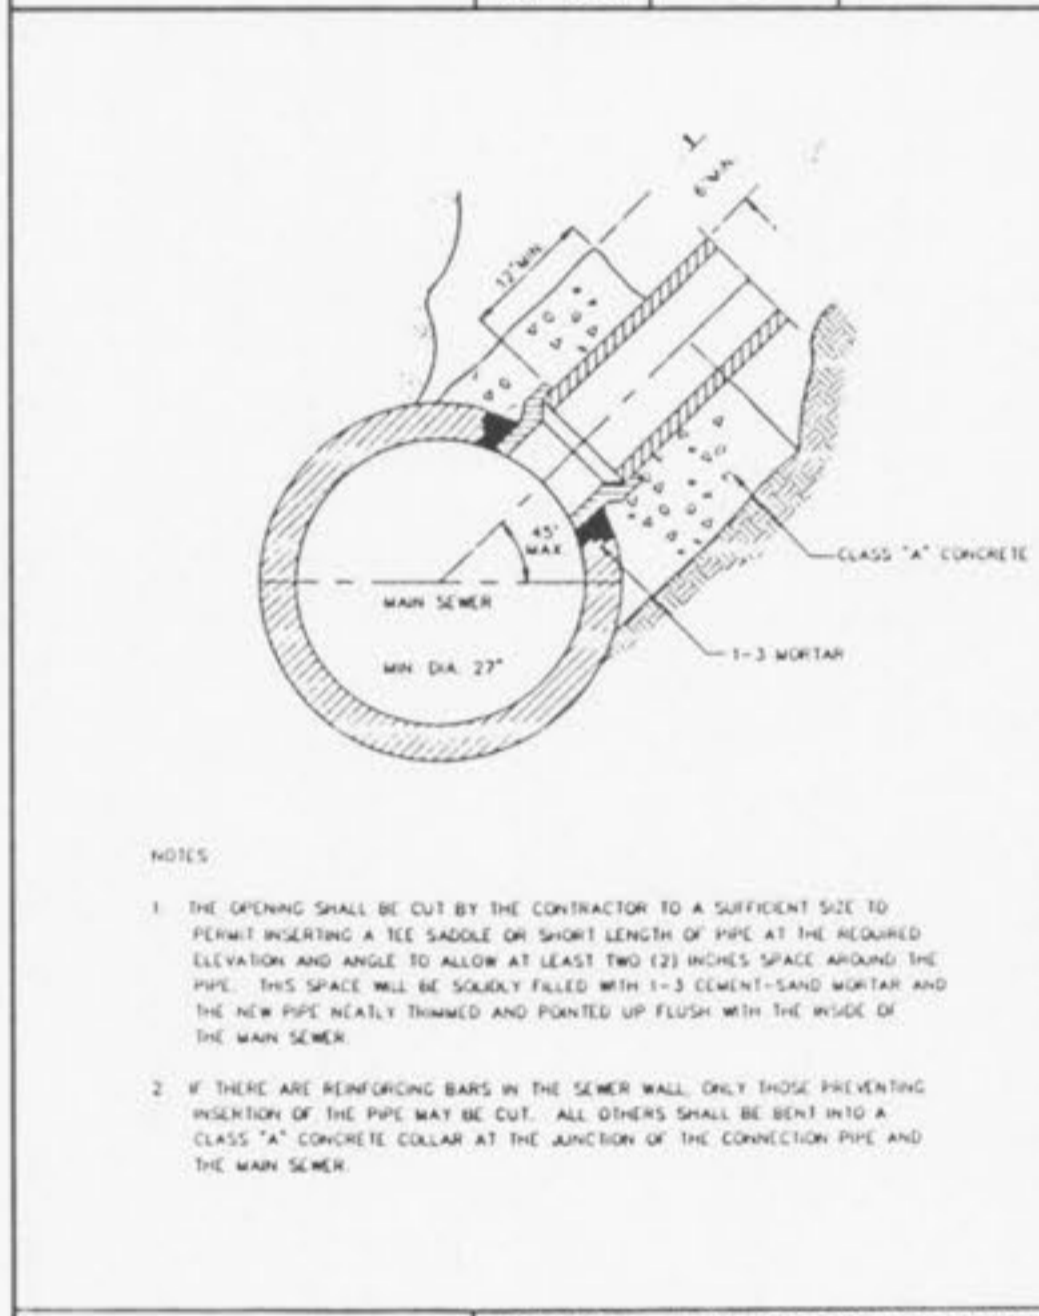 6"MIN.
12"MIN
45°
MAX
CLASS "A" CONCRETE
MAIN SEWER
1-3 MORTAR
MIN DIA. 27"
NOTES
1 THE OPENING SHALL BE CUT BY THE CONTRACTOR TO A SUFFICIENT SIZE TO
PERMIT INSERTING A TEE SADDLE OR SHORT LENGTH OF PIPE AT THE REQUIRED
ELEVATION AND ANGLE TO ALLOW AT LEAST TWO (2) INCHES SPACE AROUND THE
PIPE. THIS SPACE WILL BE SOLIDLY FILLED WITH 1-3 CEMENT-SAND MORTAR AND
THE NEW PIPE NEATLY TRIMMED AND POINTED UP FLUSH WITH THE INSIDE OF
THE MAIN SEWER.
2 IF THERE ARE REINFORCING BARS IN THE SEWER WALL, ONLY THOSE PREVENTING
INSERTION OF THE PIPE MAY BE CUT. ALL OTHERS SHALL BE BENT INTO A
CLASS "A" CONCRETE COLLAR AT THE JUNCTION OF THE CONNECTION PIPE AND
THE MAIN SEWER.